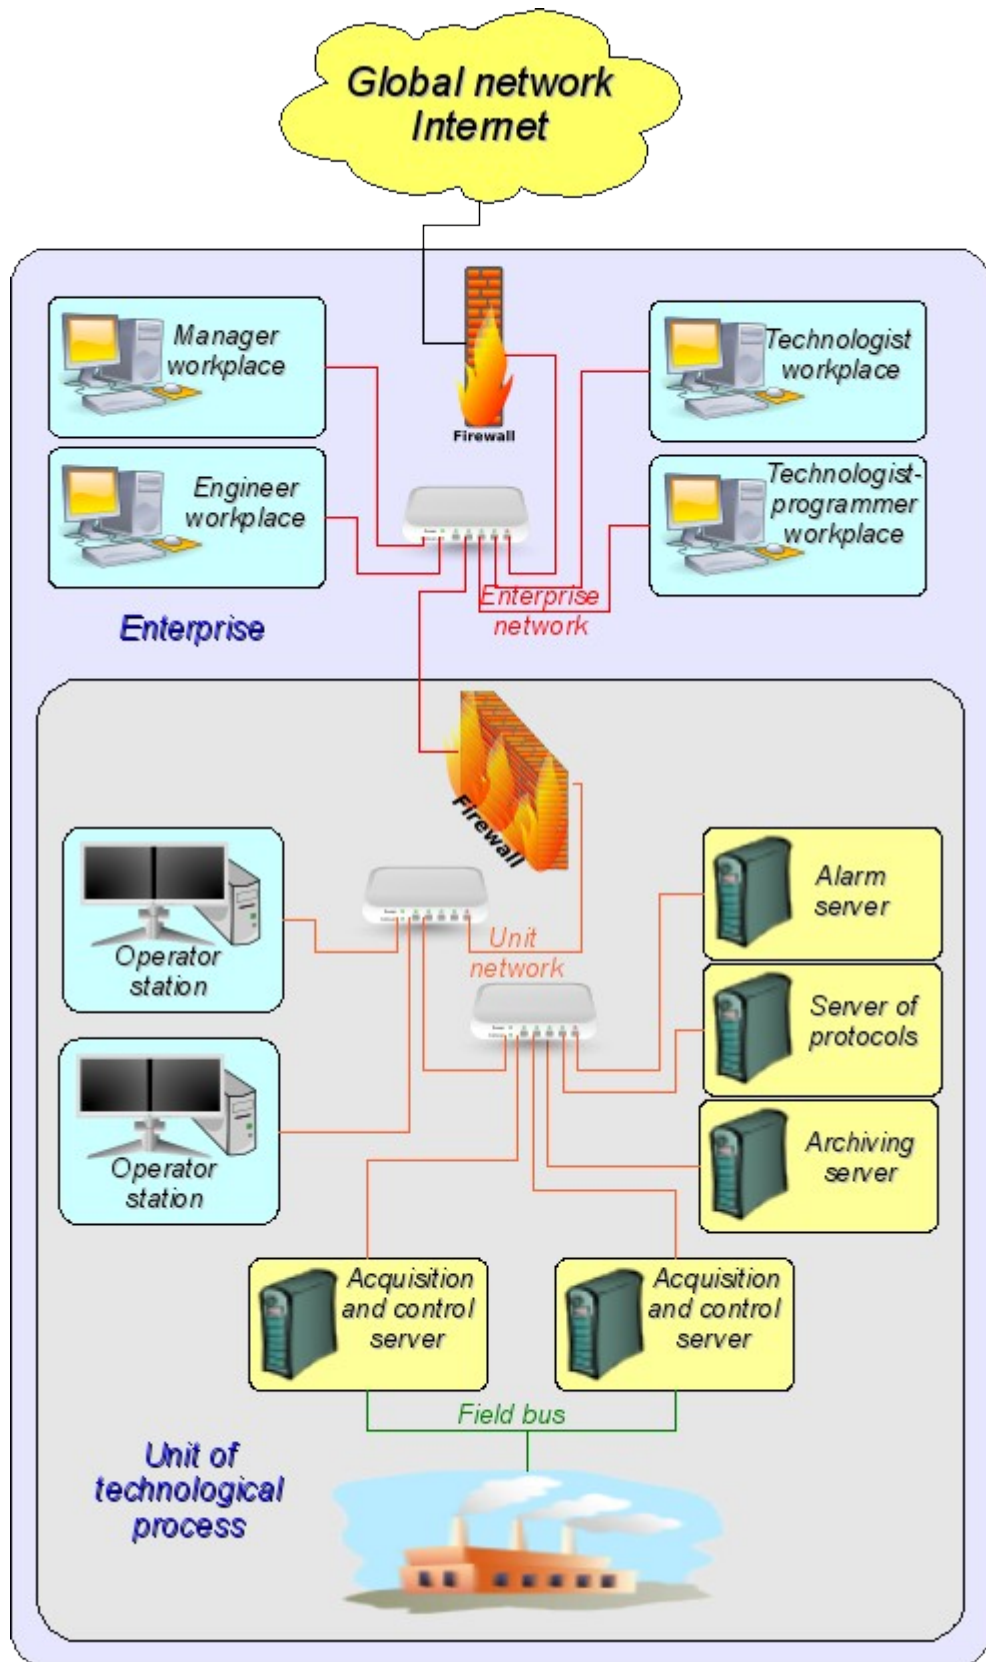 Global network
Internet
Manager
workplace
Technologist
workplace
Firewall
Engineer
workplace
Technologist-
programmer
workplace
Enterprise
network
Enterprise
Firewall
Operator
station
Unit
network
Alarm
server
Server of
protocols
Operator
station
Archiving
server
Acquisition
and control
server
Acquisition
and control
server
Field bus
Unit of
technological
process